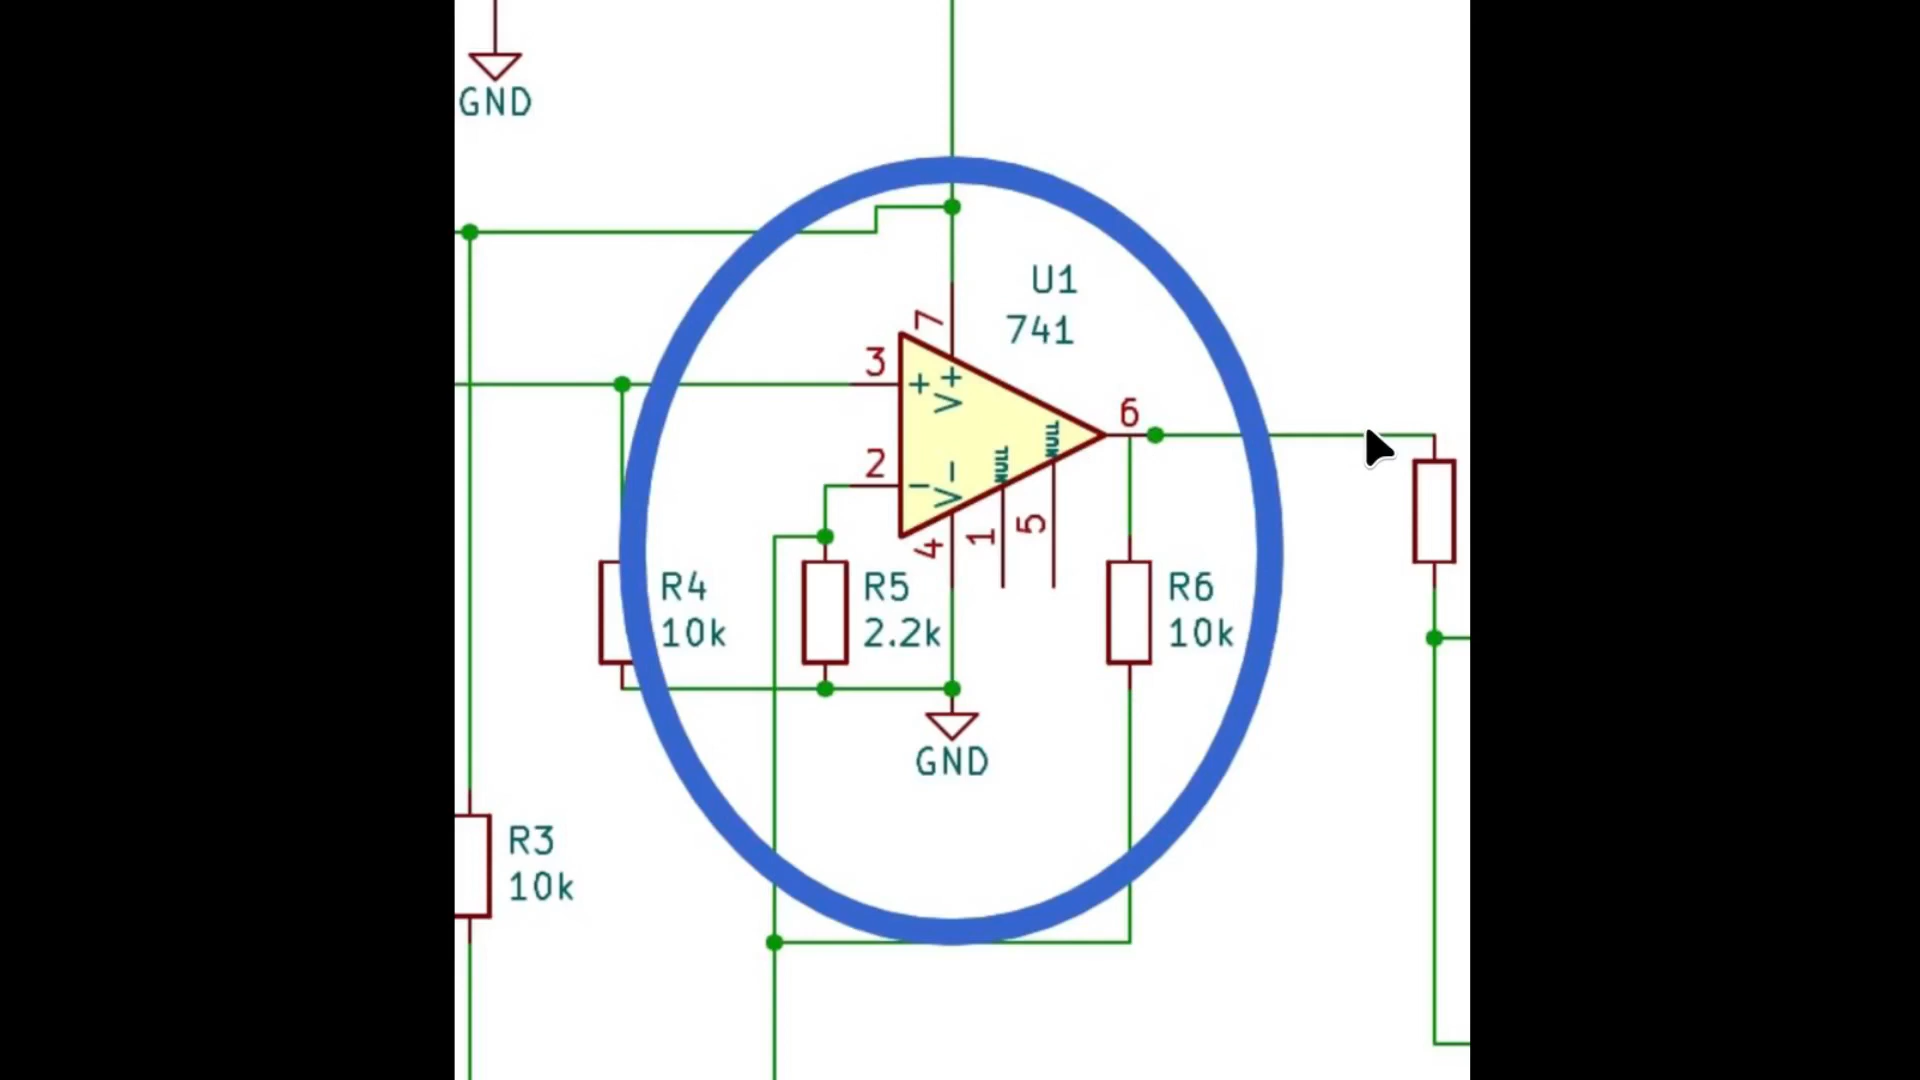 GND
U1
741
7
3
+
V+
6
NULL
NULL
2
−
V−
4
1
5
R4
10k
R5
2.2k
R6
10k
GND
R3
10k